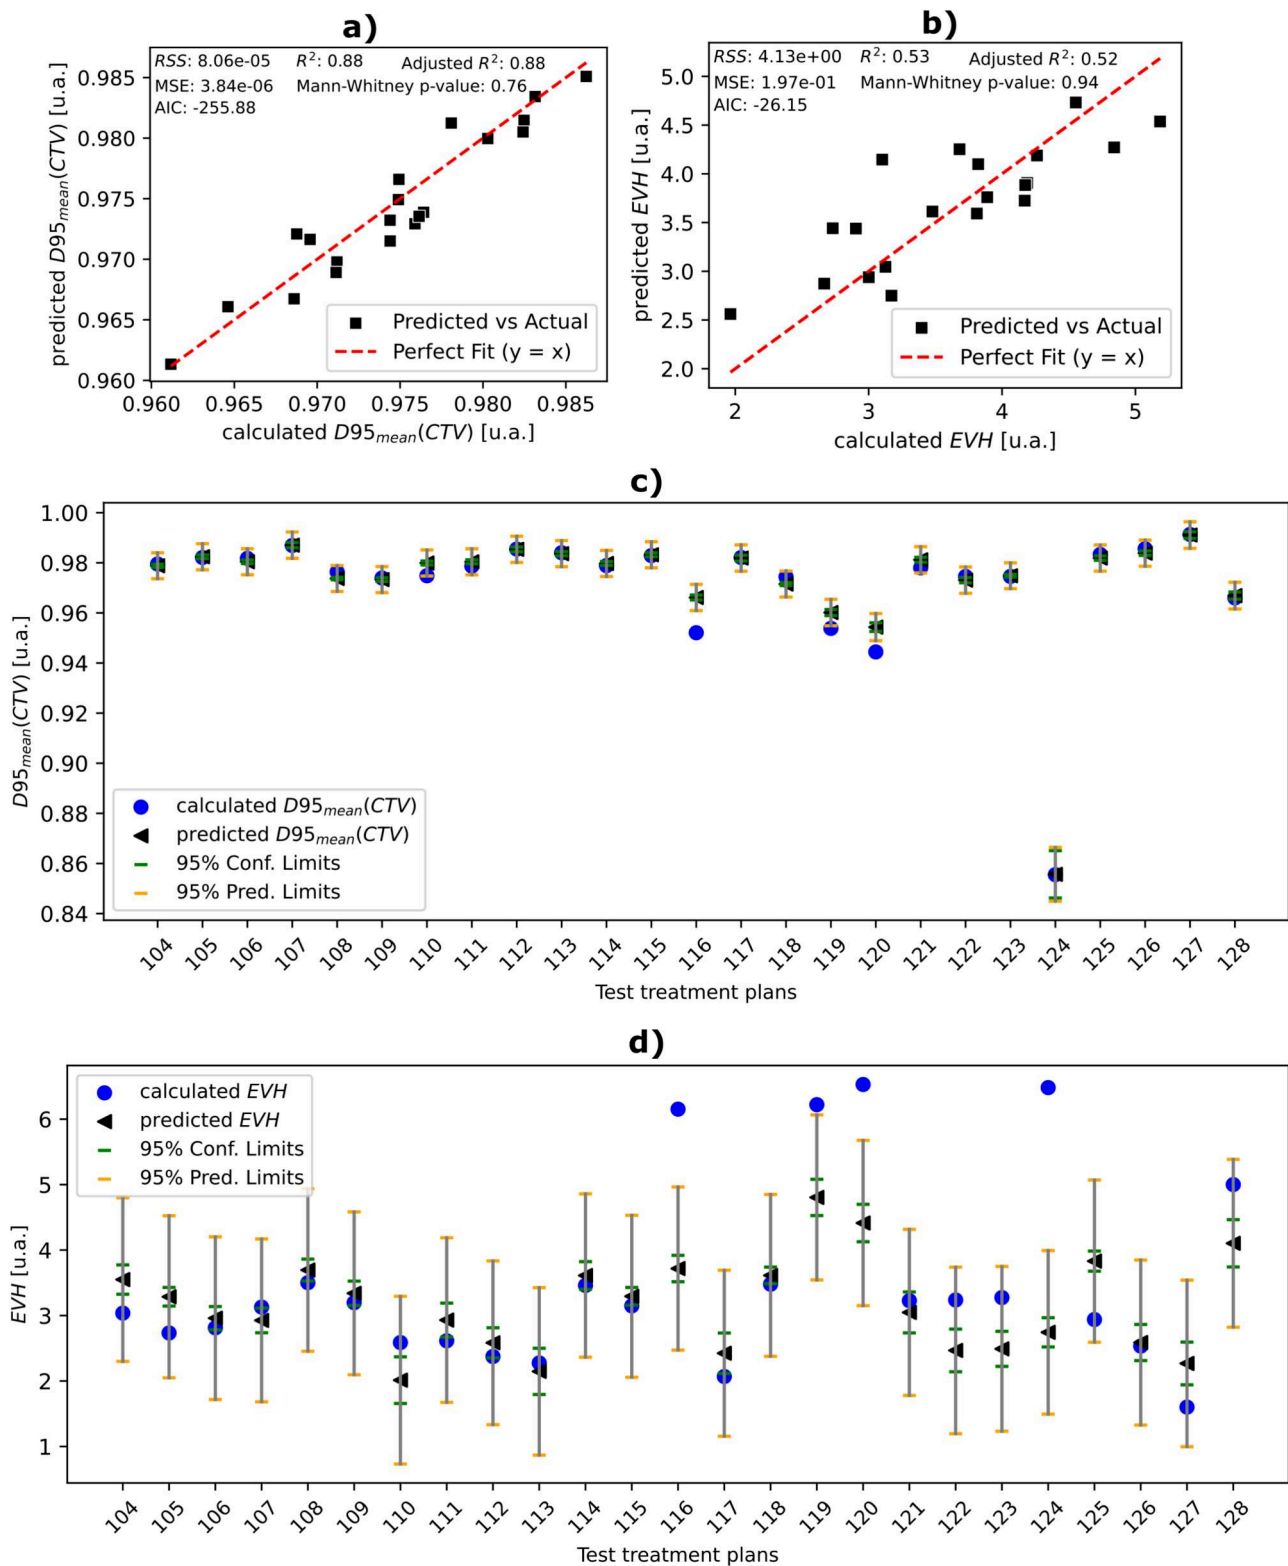 a)
RSS: 8.06e-05 R²: 0.88 Adjusted R²: 0.88
MSE: 3.84e-06 Mann-Whitney p-value: 0.76
AIC: -255.88
0.985
0.980
0.975
0.970
0.965
0.960
predicted D95mean(CTV) [u.a.]
Predicted vs Actual
Perfect Fit (y = x)
0.960 0.965 0.970 0.975 0.980 0.985
calculated D95mean(CTV) [u.a.]
b)
RSS: 4.13e+00 R²: 0.53 Adjusted R²: 0.52
MSE: 1.97e-01 Mann-Whitney p-value: 0.94
AIC: -26.15
5.0
4.5
4.0
3.5
3.0
2.5
2.0
predicted EVH [u.a.]
Predicted vs Actual
Perfect Fit (y = x)
2 3 4 5
calculated EVH [u.a.]
c)
1.00
0.98
0.96
0.94
0.92
0.90
0.88
0.86
0.84
D95mean(CTV) [u.a.]
calculated D95mean(CTV)
predicted D95mean(CTV)
95% Conf. Limits
95% Pred. Limits
104 105 106 107 108 109 110 111 112 113 114 115 116 117 118 119 120 121 122 123 124 125 126 127 128
Test treatment plans
d)
calculated EVH
predicted EVH
95% Conf. Limits
95% Pred. Limits
6
5
4
3
2
1
EVH [u.a.]
104 105 106 107 108 109 110 111 112 113 114 115 116 117 118 119 120 121 122 123 124 125 126 127 128
Test treatment plans